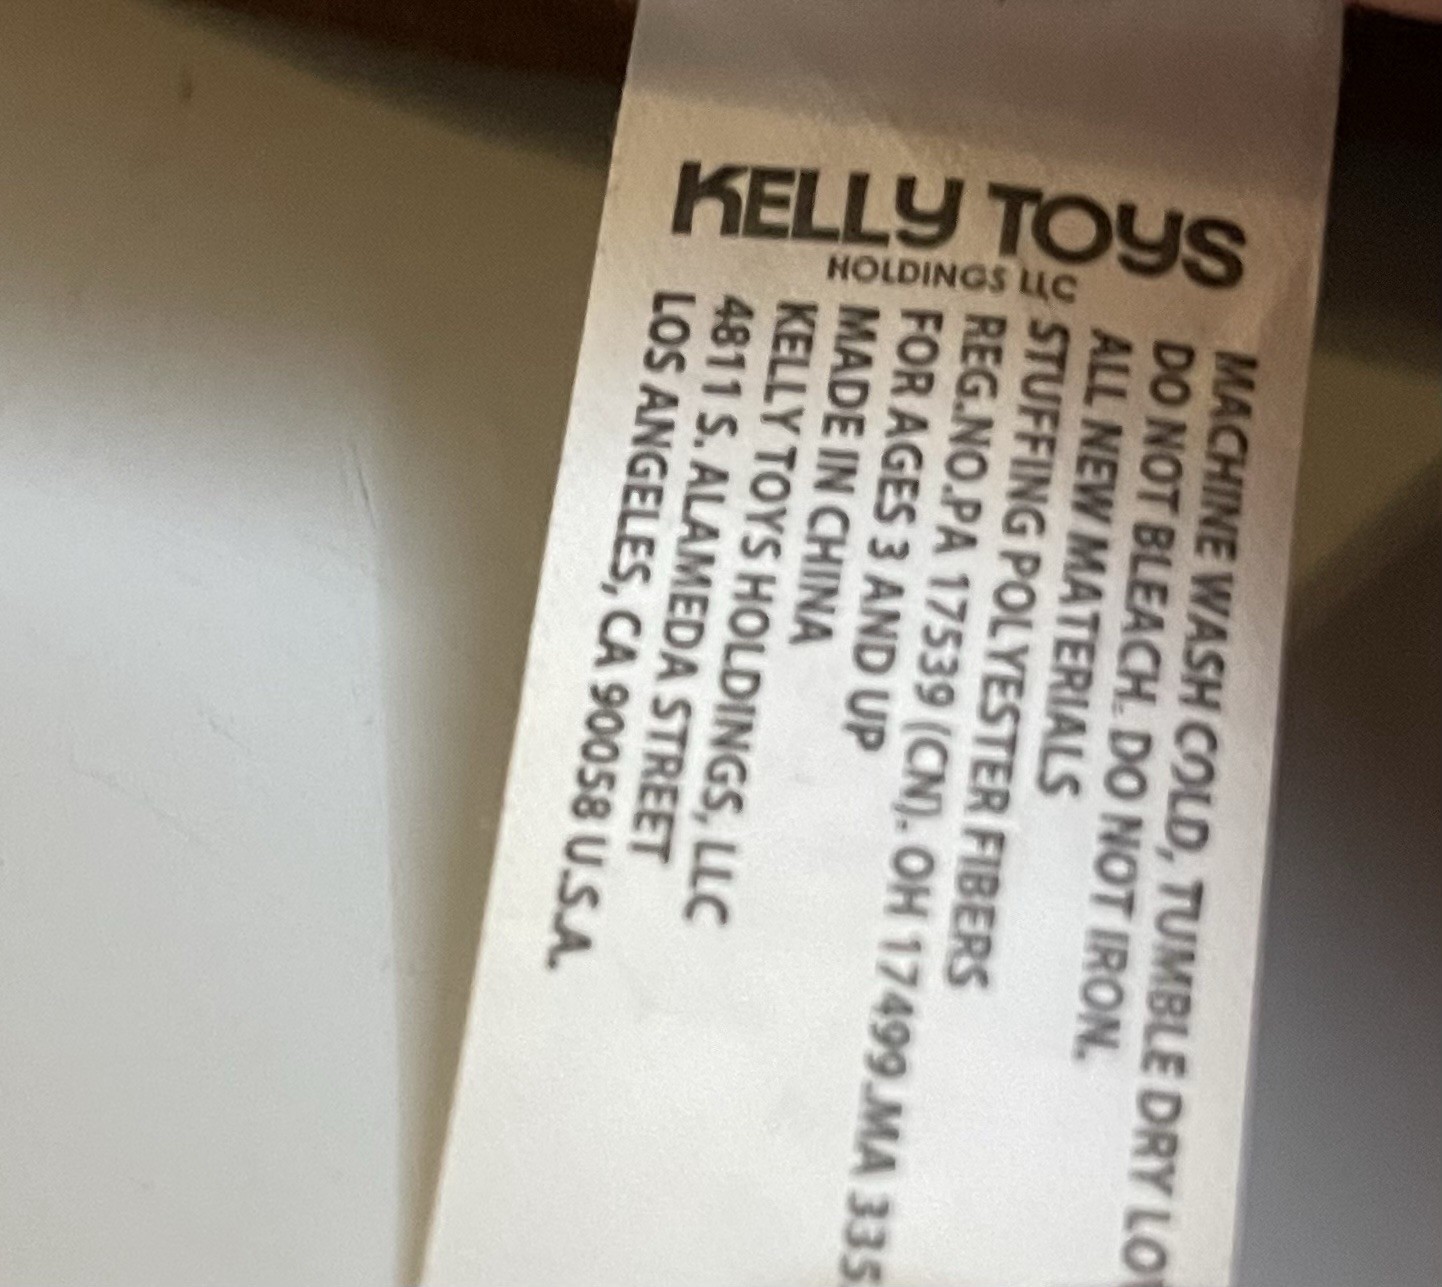 KELLY TOYS
HOLDINGS LLC
MACHINE WASH COLD, TUMBLE DRY
DO NOT BLEACH. DO NOT IRON.
ALL NEW MATERIALS
STUFFING POLYESTER FIBERS
REG.NO.PA 17539 (CN). OH 17499.MA 335
FOR AGES 3 AND UP
MADE IN CHINA
KELLY TOYS HOLDINGS, LLC
4811 S. ALAMEDA STREET
LOS ANGELES, CA 90058 U.S.A.